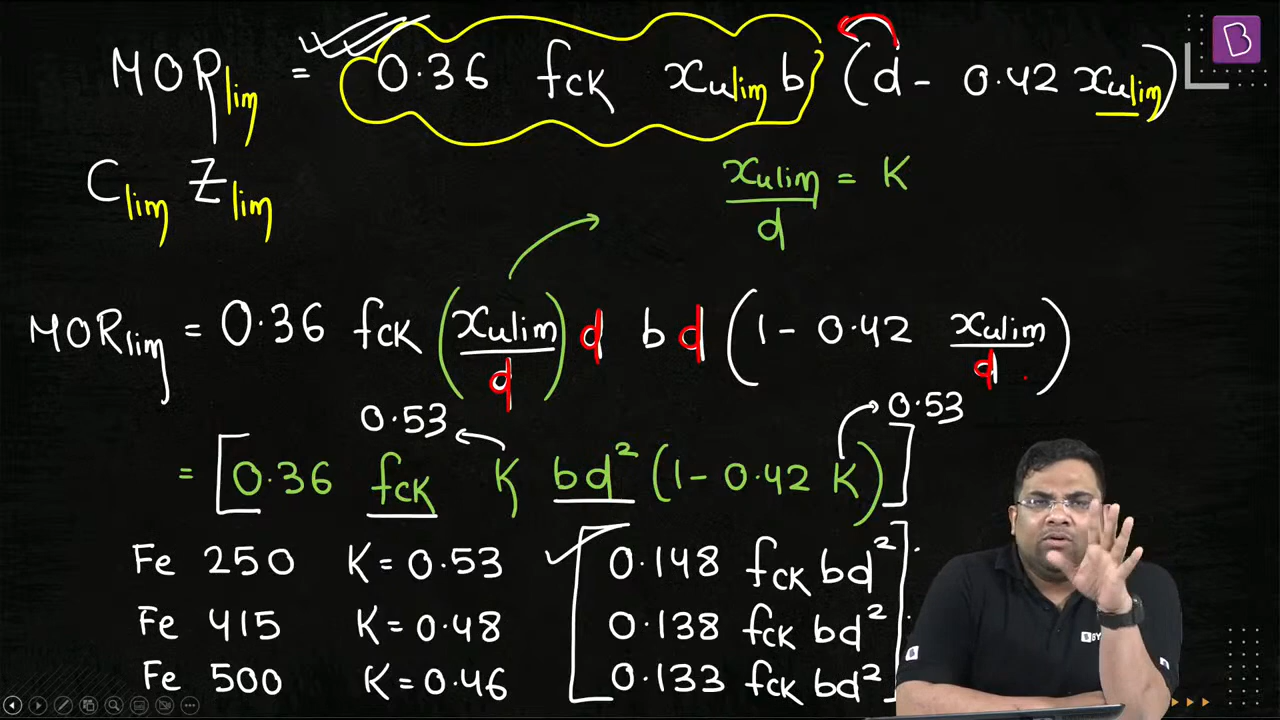 B
MOR lim = 0.36 fck xulim b (d - 0.42 xulim)
C lim Z lim
xulim / d = K
MOR lim = 0.36 fck (xulim / d) d b d (1 - 0.42 xulim / d)
0.53 0.53
= [0.36 fck K bd² (1 - 0.42 K)]
Fe 250 K = 0.53 0.148 fck bd²
Fe 415 K = 0.48 0.138 fck bd²
Fe 500 K = 0.46 0.133 fck bd²
BY